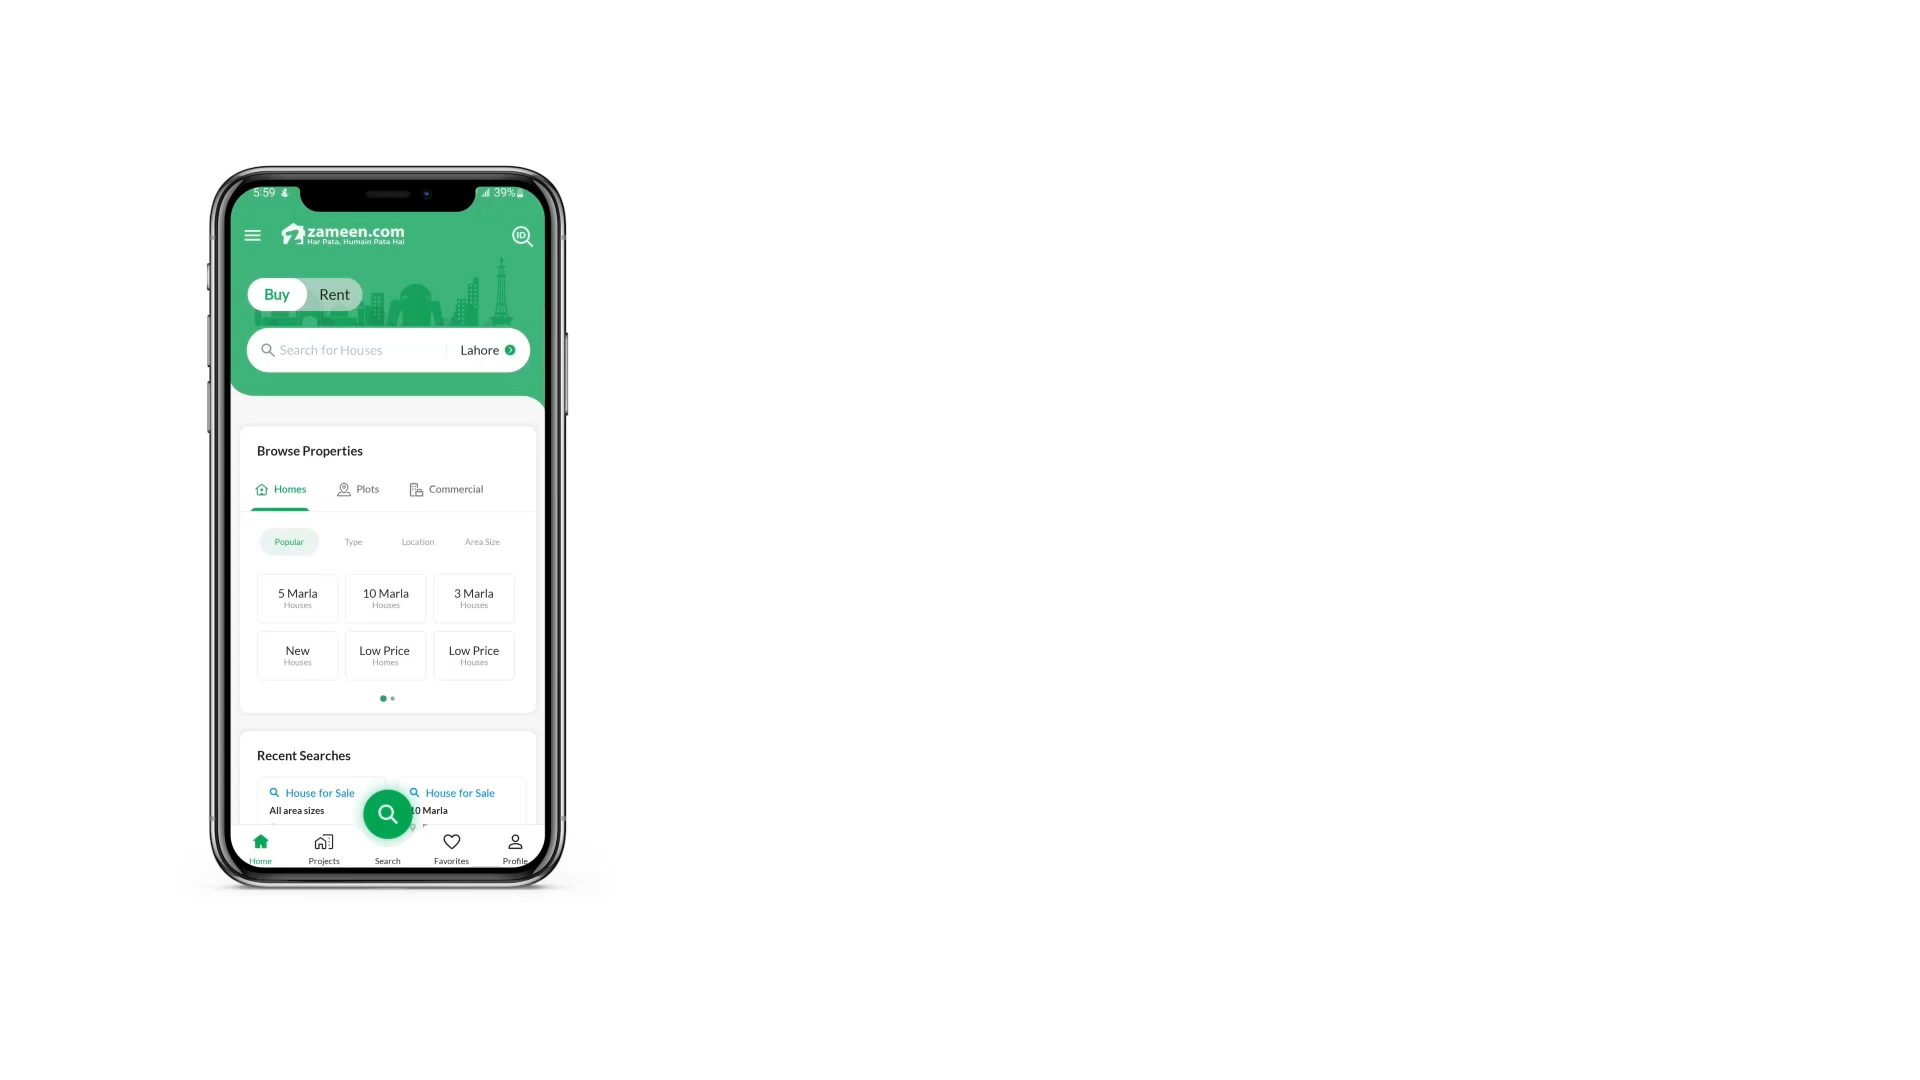 5:59 39%
zameen.com
Har Pata, Humain Pata Hai
ID
Buy Rent
Search for Houses Lahore
Browse Properties
Homes Plots Commercial
Popular Type Location Area Size
5 Marla 10 Marla 3 Marla
Houses Houses Houses
New Low Price Low Price
Houses Homes Houses
Recent Searches
House for Sale House for Sale
All area sizes 10 Marla
Home Projects Search Favorites Profile